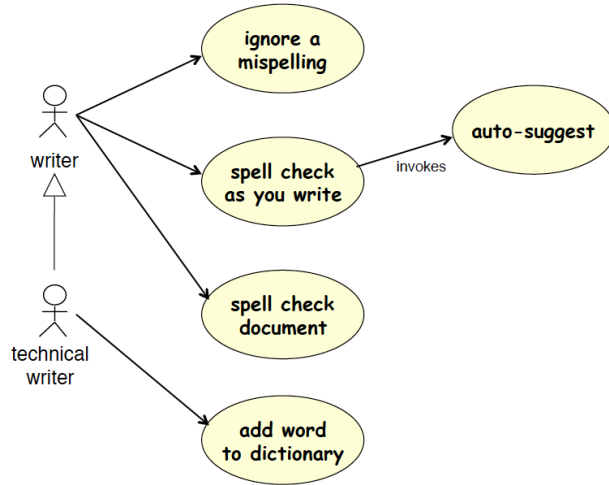 ignore a
mispelling
auto-suggest
writer
spell check
as you write
invokes
spell check
document
technical
writer
add word
to dictionary